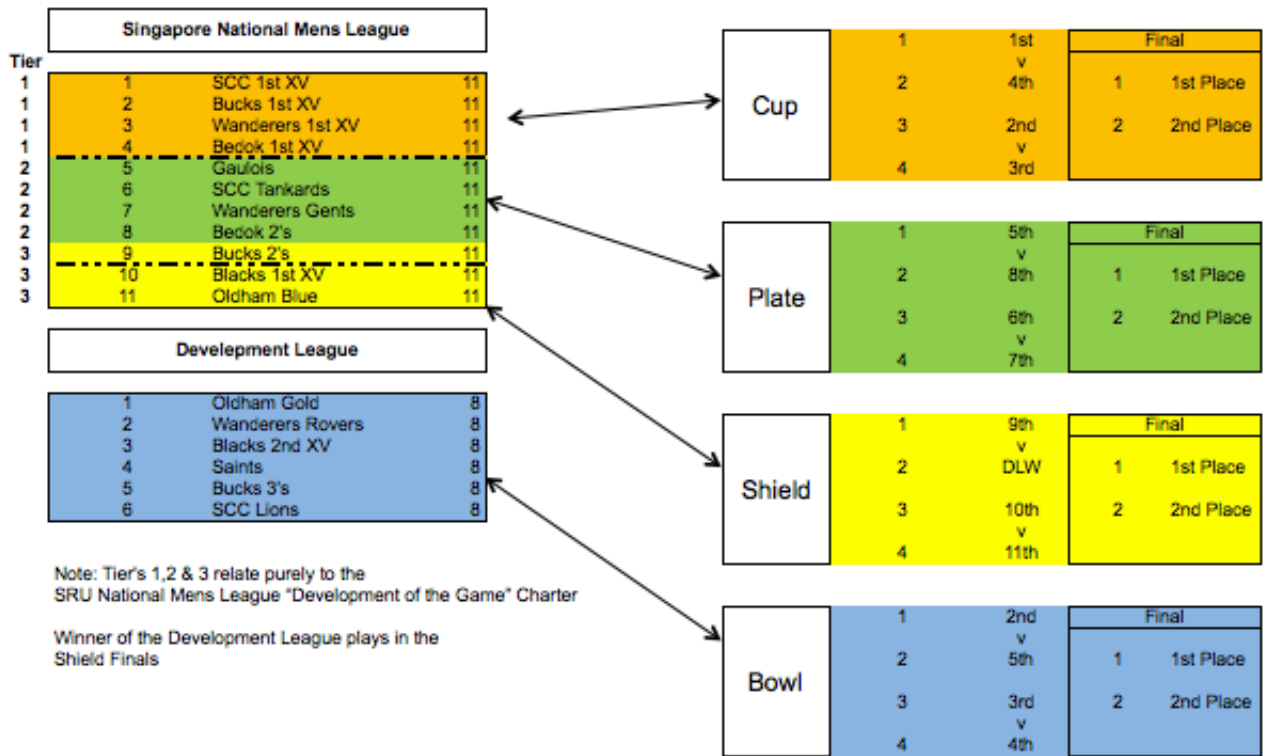 Singapore National Mens League
Tier
1 1 SCC 1st XV 11
1 2 Bucks 1st XV 11
1 3 Wanderers 1st XV 11
1 4 Bedok 1st XV 11
2 5 Gaulois 11
2 6 SCC Tankards 11
2 7 Wanderers Gents 11
2 8 Bedok 2's 11
3 9 Bucks 2's 11
3 10 Blacks 1st XV 11
3 11 Oldham Blue 11
Develepment League
1 Oldham Gold 8
2 Wanderers Rovers 8
3 Blacks 2nd XV 8
4 Saints 8
5 Bucks 3's 8
6 SCC Lions 8
Note: Tier's 1,2 & 3 relate purely to the
SRU National Mens League "Development of the Game" Charter
Winner of the Development League plays in the
Shield Finals
Cup
1 1st Final
v
2 4th 1 1st Place
3 2nd 2 2nd Place
v
4 3rd
Plate
1 5th Final
v
2 8th 1 1st Place
3 6th 2 2nd Place
v
4 7th
Shield
1 9th Final
v
2 DLW 1 1st Place
3 10th 2 2nd Place
v
4 11th
Bowl
1 2nd Final
v
2 5th 1 1st Place
3 3rd 2 2nd Place
v
4 4th